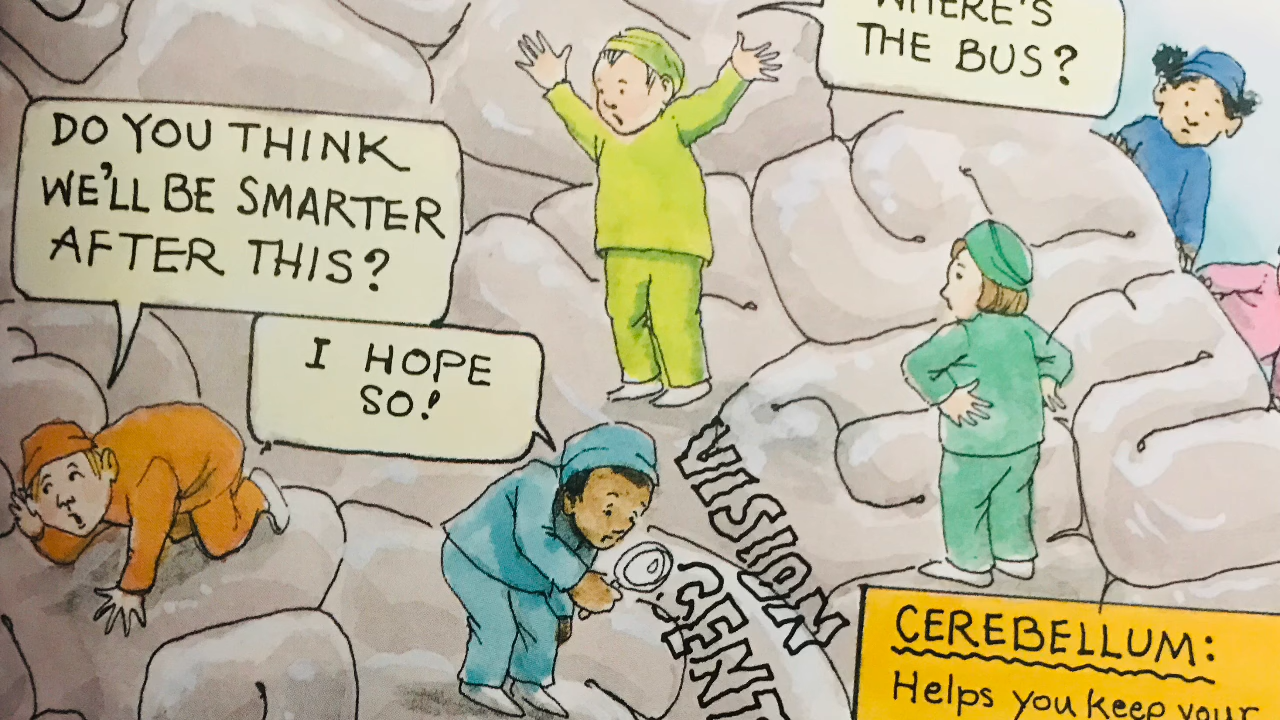 WHERE'S
THE BUS?
DO YOU THINK
WE'LL BE SMARTER
AFTER THIS?
I HOPE
SO!
VISION
CENT
CEREBELLUM:
Helps you keep your